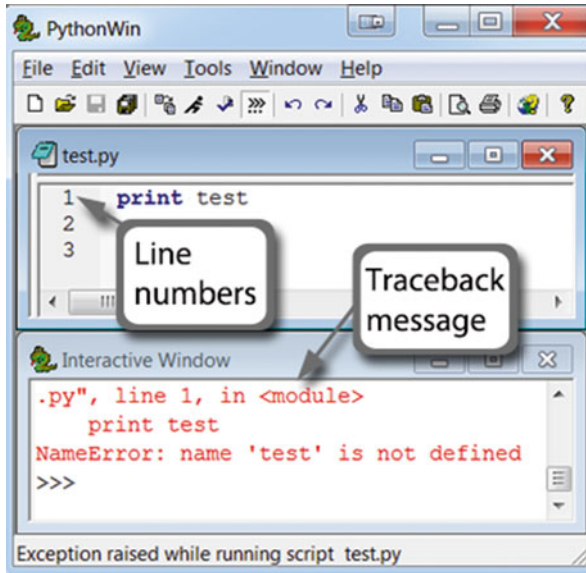 PythonWin
File Edit View Tools Window Help
test.py
1 print test
2
3
Line
numbers
Traceback
message
Interactive Window
.py", line 1, in <module>
print test
NameError: name 'test' is not defined
>>>
Exception raised while running script test.py